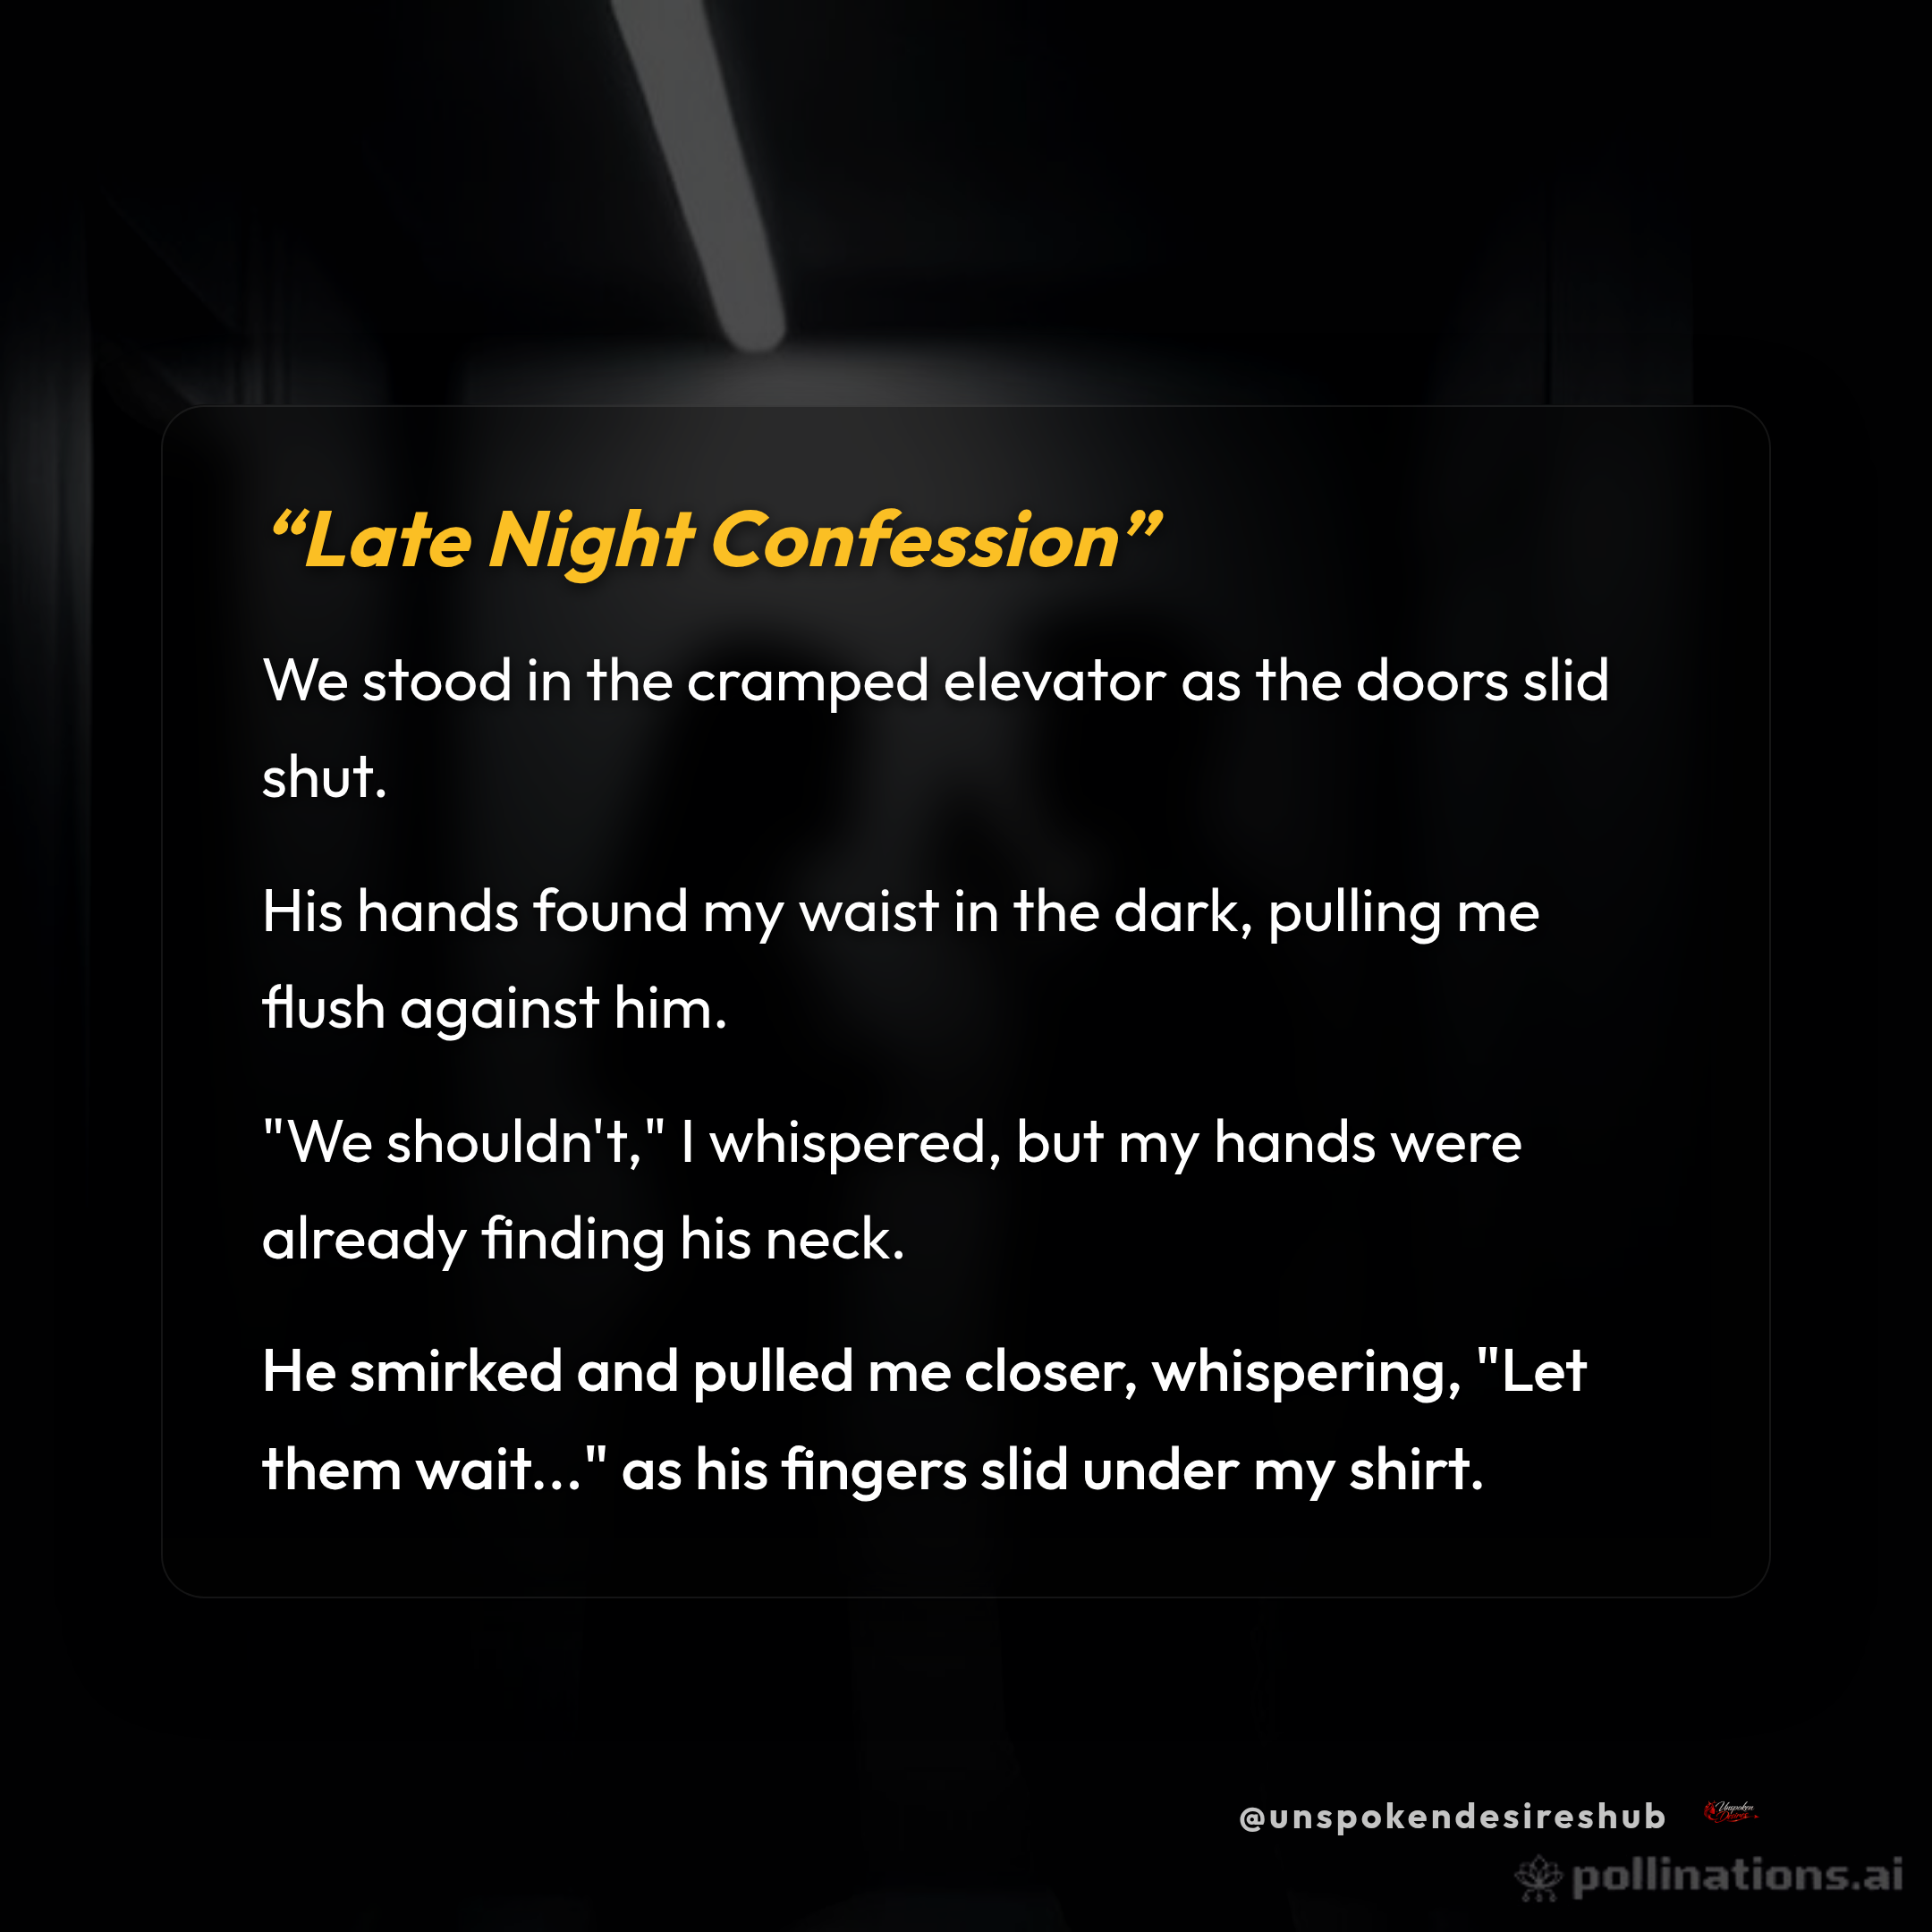 “Late Night Confession”
We stood in the cramped elevator as the doors slid
shut.
His hands found my waist in the dark, pulling me
flush against him.
"We shouldn't," I whispered, but my hands were
already finding his neck.
He smirked and pulled me closer, whispering, "Let
them wait..." as his fingers slid under my shirt.
@unspokendesireshub
Unspoken
Desires
pollinations.ai